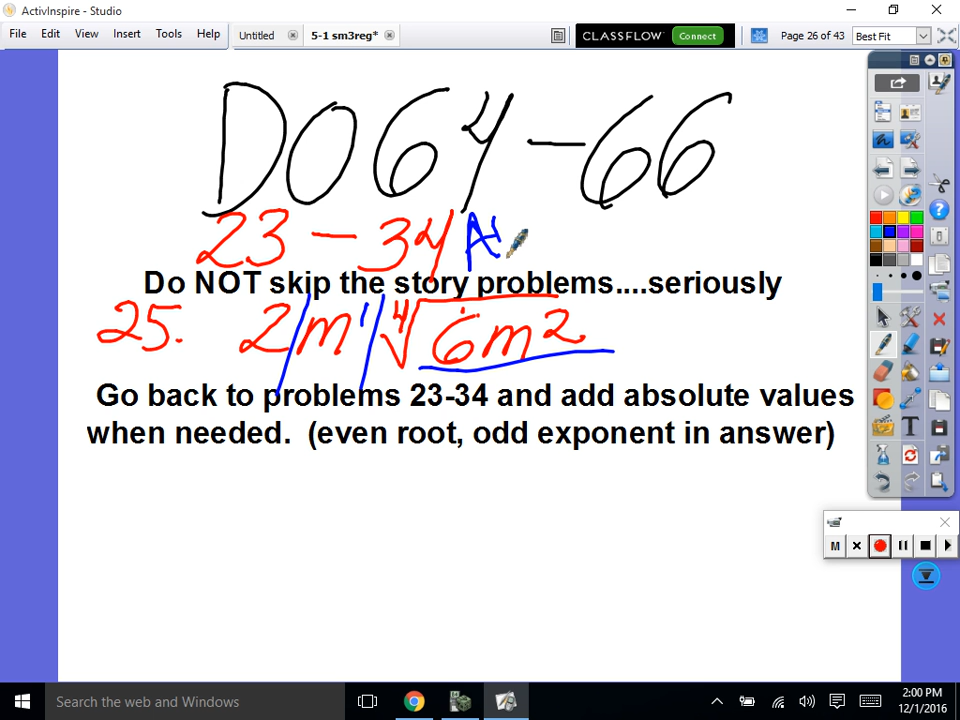 ActivInspire - Studio
File Edit View Insert Tools Help Untitled 5-1 sm3reg* CLASSFLOW Connect Page 26 of 43 Best Fit
DO 64 - 66
23 - 34
Do NOT skip the story problems....seriously
25. 2|m|∜6m²
Go back to problems 23-34 and add absolute values
when needed. (even root, odd exponent in answer)
M
Search the web and Windows
2:00 PM
12/1/2016